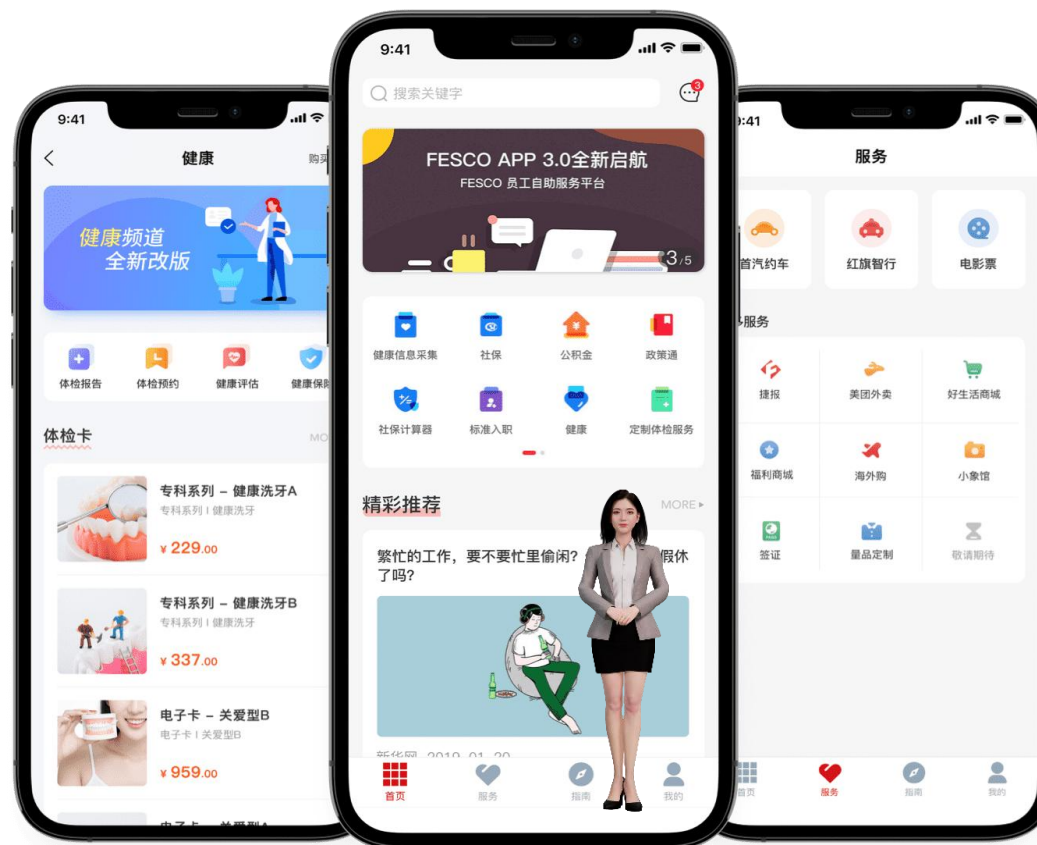 9:41
健康
健康频道
全新改版
体检报告
体检预约
健康评估
体检卡
专科系列 – 健康洗牙A
专科系列 | 健康洗牙
¥ 229.00
专科系列 – 健康洗牙B
专科系列 | 健康洗牙
¥ 337.00
电子卡 – 关爱型B
电子卡 | 关爱型B
¥ 959.00
9:41
搜索关键字
3
FESCO APP 3.0全新启航
FESCO 员工自助服务平台
3/5
健康信息采集
社保
公积金
政策通
社保计算器
标准入职
健康
定制体检服务
精彩推荐
MORE
繁忙的工作，要不要忙里偷闲？
假休
了吗?
首页
服务
指南
我的
:41
服务
首汽约车
红旗智行
电影票
服务
捷报
美团外卖
好生活商城
福利商城
海外购
小象馆
签证
量品定制
敬请期待
首页
服务
指南
我的